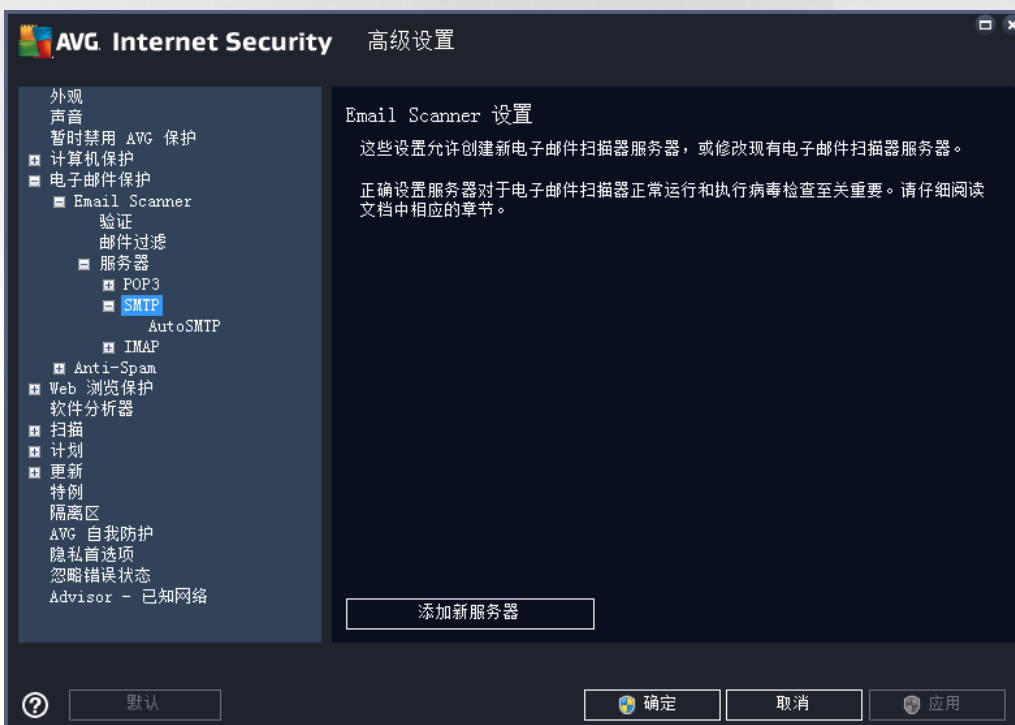 AVG. Internet Security 高级设置
外观
声音
暂时禁用 AVG 保护
计算机保护
电子邮件保护
Email Scanner
验证
邮件过滤
服务器
POP3
SMTP
AutoSMTP
IMAP
Anti-Spam
Web 浏览保护
软件分析器
扫描
计划
更新
特例
隔离区
AVG 自我防护
隐私首选项
忽略错误状态
Advisor - 已知网络
Email Scanner 设置
这些设置允许创建新电子邮件扫描器服务器，或修改现有电子邮件扫描器服务器。
正确设置服务器对于电子邮件扫描器正常运行和执行病毒检查至关重要。请仔细阅读
文档中相应的章节。
添加新服务器
?
默认
确定
取消
应用